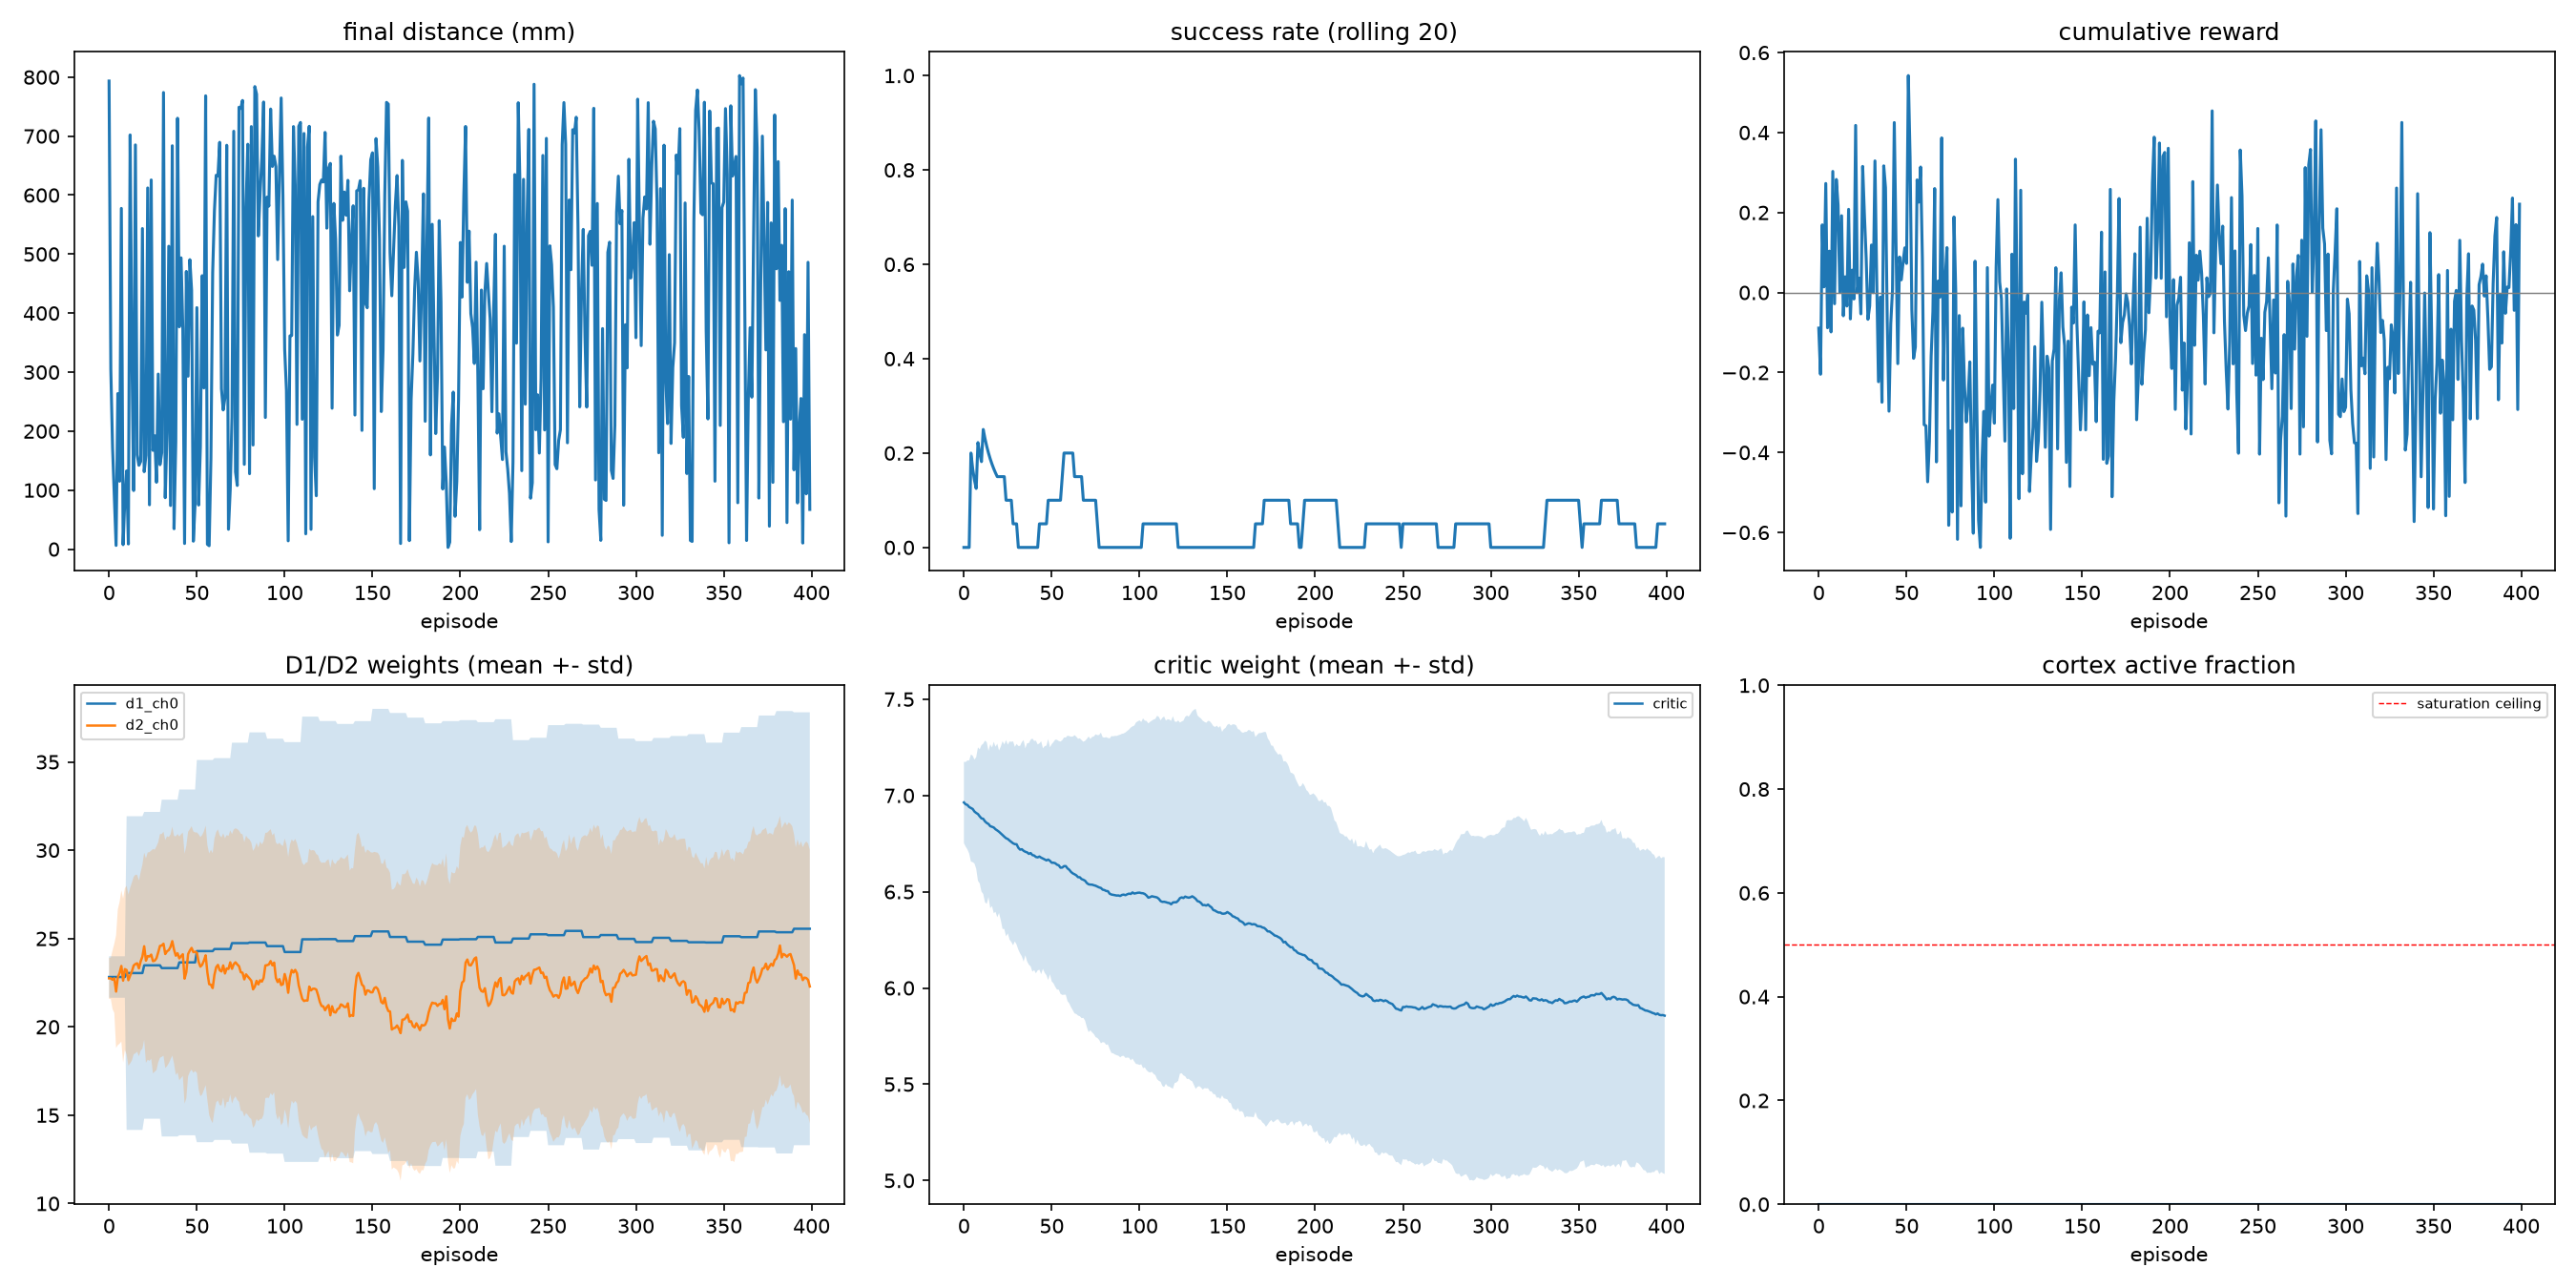 final distance (mm)
800
700
600
500
400
300
200
100
0
0 50 100 150 200 250 300 350 400
episode
success rate (rolling 20)
1.0
0.8
0.6
0.4
0.2
0.0
0 50 100 150 200 250 300 350 400
episode
cumulative reward
0.6
0.4
0.2
0.0
−0.2
−0.4
−0.6
0 50 100 150 200 250 300 350 400
episode
D1/D2 weights (mean +- std)
d1_ch0
d2_ch0
35
30
25
20
15
10
0 50 100 150 200 250 300 350 400
episode
critic weight (mean +- std)
critic
7.5
7.0
6.5
6.0
5.5
5.0
0 50 100 150 200 250 300 350 400
episode
cortex active fraction
saturation ceiling
1.0
0.8
0.6
0.4
0.2
0.0
0 50 100 150 200 250 300 350 400
episode